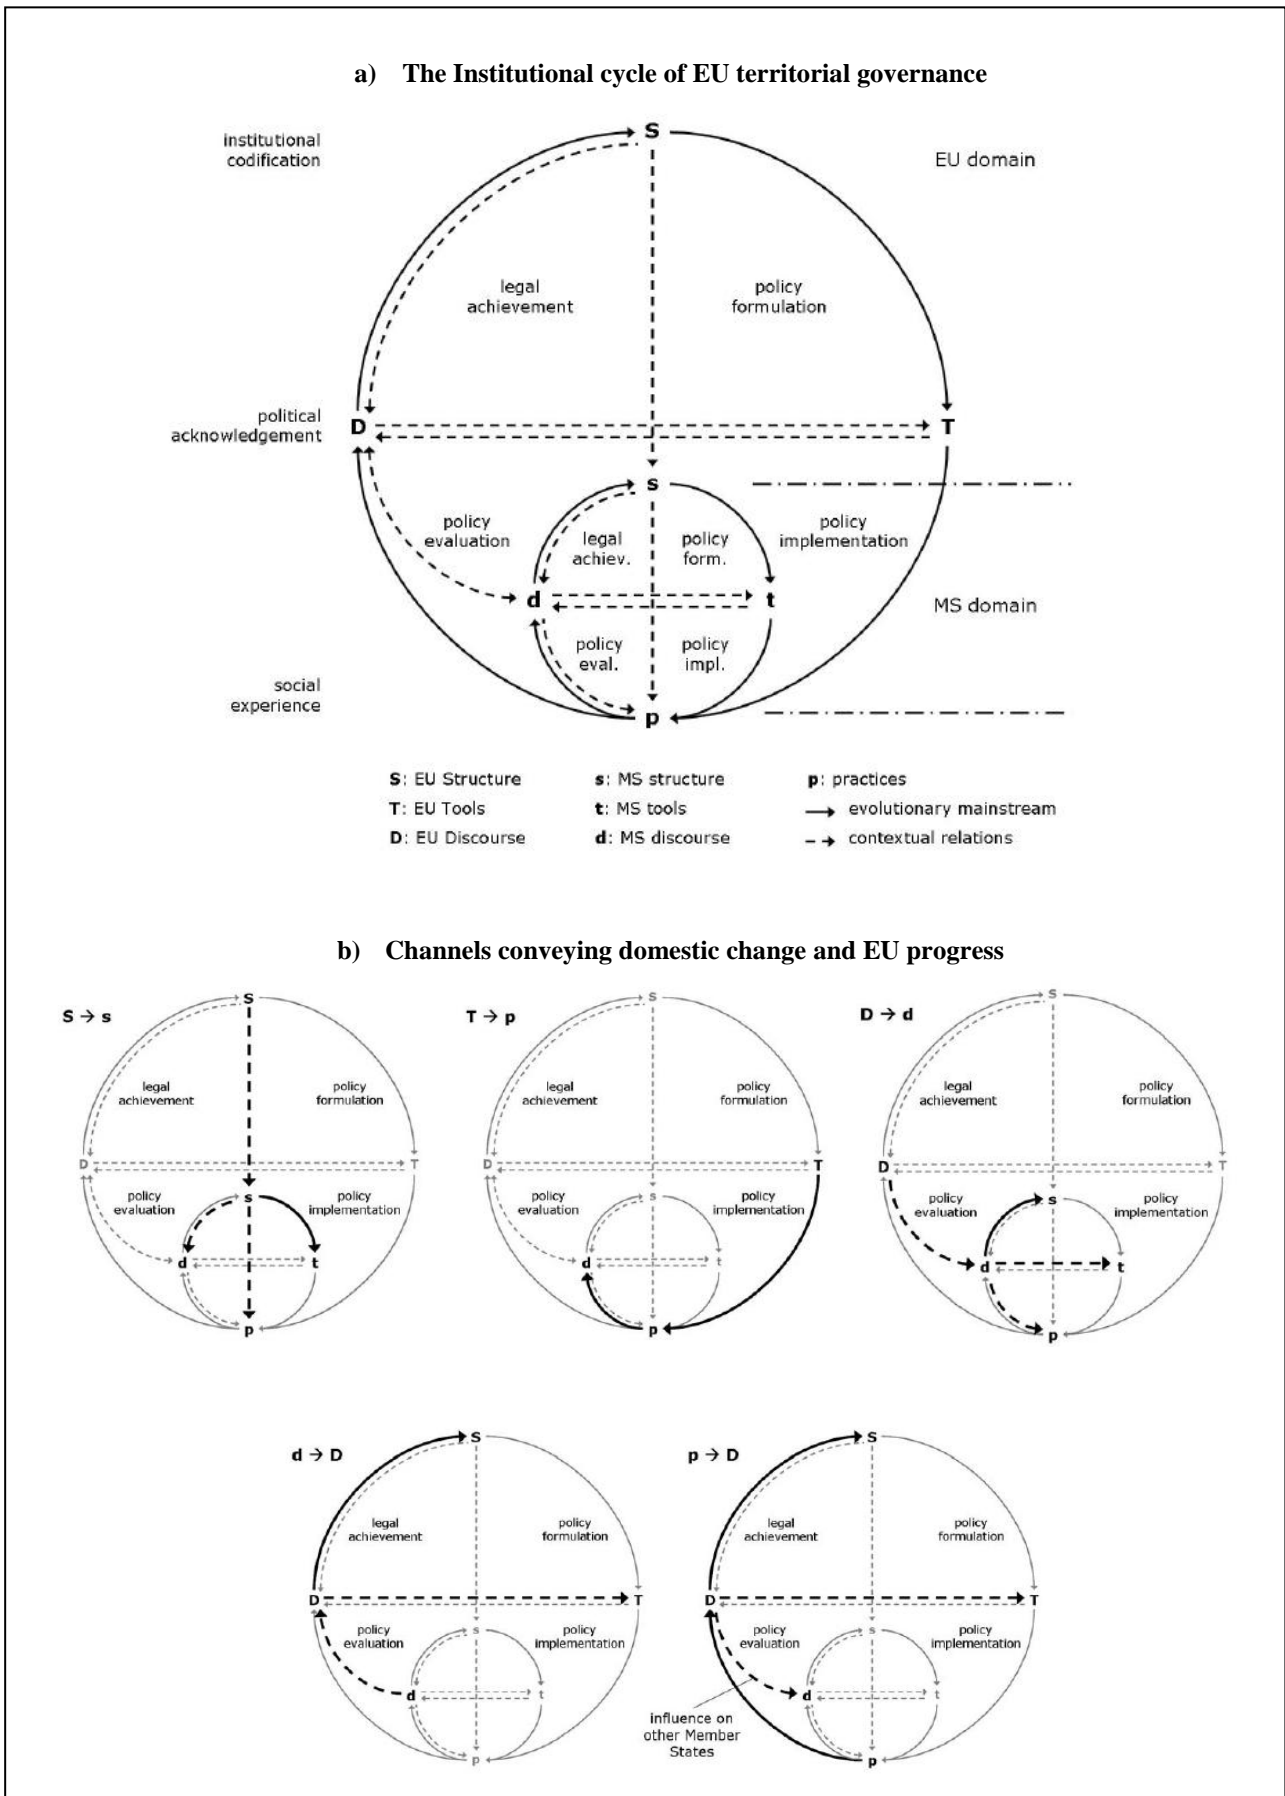 a) The Institutional cycle of EU territorial governance
institutional
codification
S
EU domain
legal
achievement
policy
formulation
political
acknowledgement
D
T
s
policy
evaluation
legal
achiev.
policy
form.
policy
implementation
d
t
MS domain
policy
eval.
policy
impl.
social
experience
p
S: EU Structure
s: MS structure
p: practices
T: EU Tools
t: MS tools
→ evolutionary mainstream
D: EU Discourse
d: MS discourse
--> contextual relations
b) Channels conveying domestic change and EU progress
S → s
S
legal
achievement
policy
formulation
D
T
policy
evaluation
s
policy
implementation
d
t
p
T → p
S
legal
achievement
policy
formulation
D
T
policy
evaluation
s
policy
implementation
d
t
p
D → d
S
legal
achievement
policy
formulation
D
T
policy
evaluation
s
policy
implementation
d
t
p
d → D
S
legal
achievement
policy
formulation
D
T
policy
evaluation
s
policy
implementation
d
t
p
p → D
S
legal
achievement
policy
formulation
D
T
policy
evaluation
s
policy
implementation
d
t
influence on
other Member
States
p